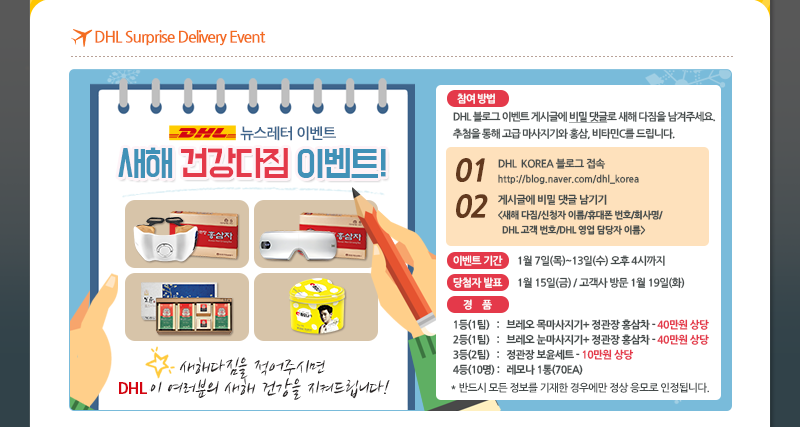 DHL Surprise Delivery Event
DHL 뉴스레터 이벤트
새해 건강다짐 이벤트!
홍삼차
홍삼차
새해다짐을 적어주시면
DHL이 여러분의 새해 건강을 지켜드립니다!
참여 방법
DHL 블로그 이벤트 게시글에 비밀 댓글로 새해 다짐을 남겨주세요.
추첨을 통해 고급 마사지기와 홍삼, 비타민C를 드립니다.
01 DHL KOREA 블로그 접속
http://blog.naver.com/dhl_korea
02 게시글에 비밀 댓글 남기기
<새해 다짐/신청자 이름/휴대폰 번호/회사명/
DHL 고객 번호/DHL 영업 담당자 이름>
이벤트 기간 1월 7일(목)~13일(수) 오후 4시까지
당첨자 발표 1월 15일(금) / 고객사 방문 1월 19일(화)
경 품
1등(1팀) : 브레오 목마사지기+ 정관장 홍삼차 - 40만원 상당
2등(1팀) : 브레오 눈마사지기+ 정관장 홍삼차 - 40만원 상당
3등(2팀) : 정관장 보윤세트 - 10만원 상당
4등(10명) : 레모나 1통(70EA)
* 반드시 모든 정보를 기재한 경우에만 정상 응모로 인정됩니다.